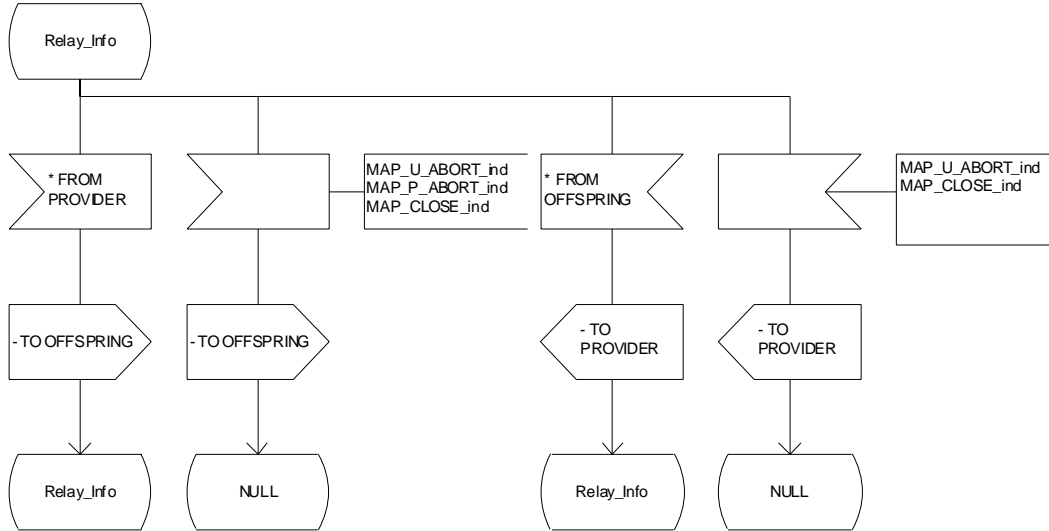 Relay_Info
* FROM
PROVIDER
MAP_U_ABORT_ind
MAP_P_ABORT_ind
MAP_CLOSE_ind
* FROM
OFFSPRING
MAP_U_ABORT_ind
MAP_CLOSE_ind
- TO OFFSPRING
- TO OFFSPRING
- TO
PROVIDER
- TO
PROVIDER
Relay_Info
NULL
Relay_Info
NULL